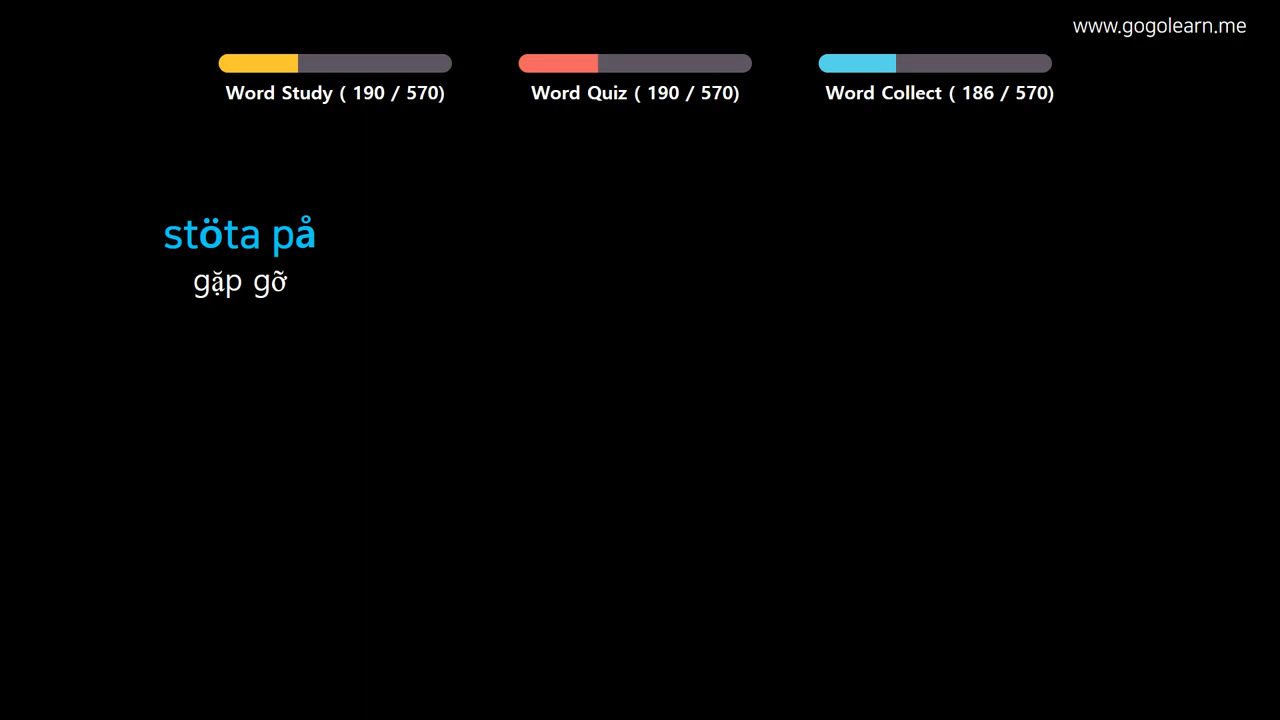 www.gogolearn.me
Word Study ( 190 / 570)
Word Quiz ( 190 / 570)
Word Collect ( 186 / 570)
stöta på
gặp gỡ